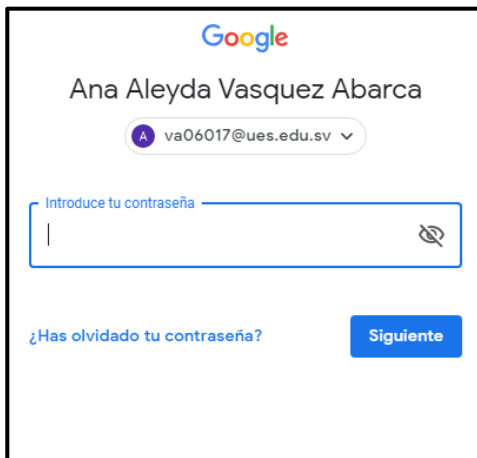 Google
Ana Aleyda Vasquez Abarca
A va06017@ues.edu.sv
Introduce tu contraseña
¿Has olvidado tu contraseña? Siguiente